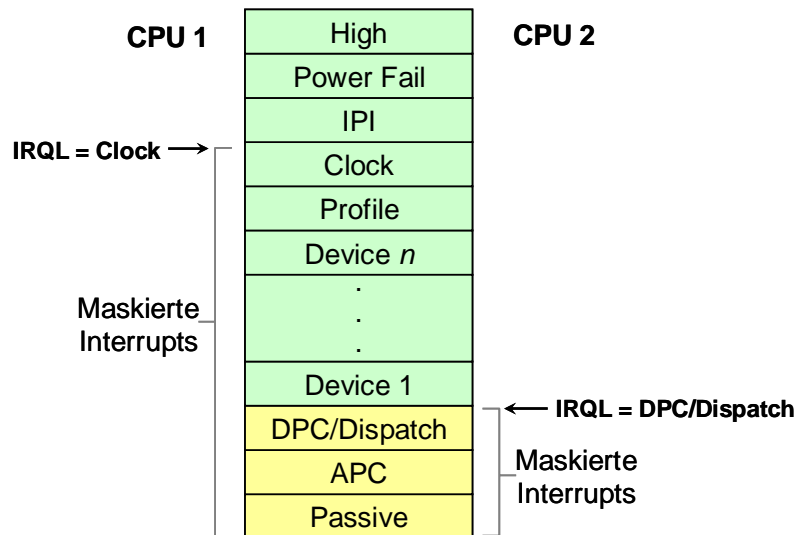 CPU 1
High
CPU 2
Power Fail
IPI
IRQL = Clock
Clock
Profile
Device n
.
.
.
Maskierte
Interrupts
Device 1
IRQL = DPC/Dispatch
DPC/Dispatch
APC
Maskierte
Interrupts
Passive